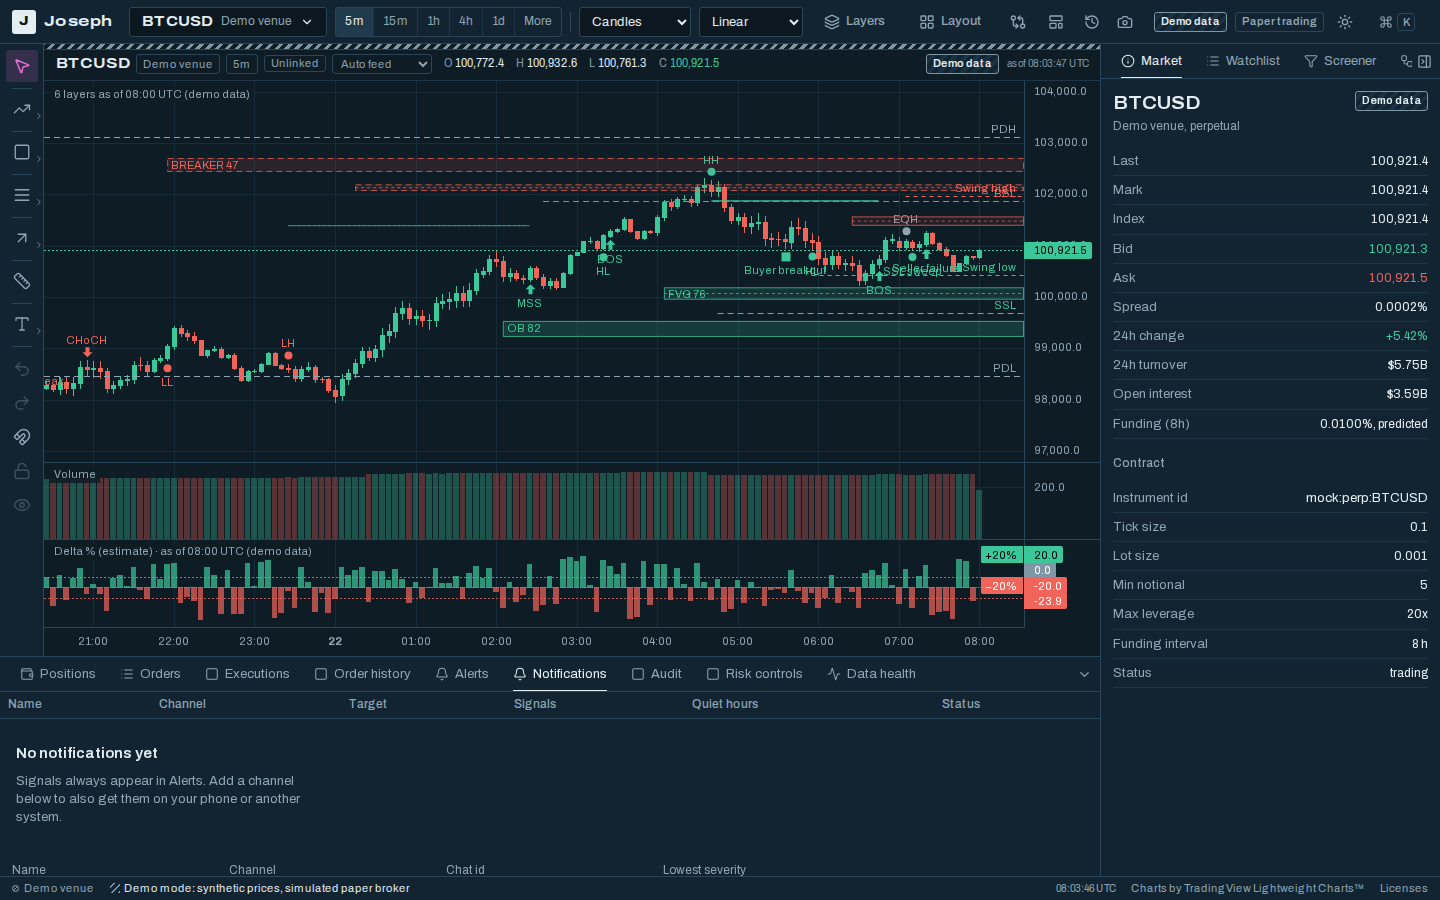 J Joseph BTCUSD Demo venue 5m 15m 1h 4h 1d More Candles Linear Layers Layout Demo data Paper trading ⌘ K
BTCUSD Demo venue 5m Unlinked Auto feed O 100,772.4 H 100,932.6 L 100,761.3 C 100,921.5 Demo data as of 08:03:47 UTC
6 layers as of 08:00 UTC (demo data)
104,000.0
PDH
103,000.0
BREAKER 47
HH
Swing high
102,000.0
EQH
100,921.5
BOS
HL
Buyer breakout
Swing low
MSS
BOS
FVG 76
100,000.0
SSL
OB 82
CHoCH
LH
99,000.0
LL
PDL
98,000.0
97,000.0
Volume
200.0
Delta % (estimate) · as of 08:00 UTC (demo data)
+20% 20.0
0.0
−20% -20.0
-23.9
21:00 22:00 23:00 22 01:00 02:00 03:00 04:00 05:00 06:00 07:00 08:00
Market Watchlist Screener
BTCUSD Demo data
Demo venue, perpetual
Last 100,921.4
Mark 100,921.4
Index 100,921.4
Bid 100,921.3
Ask 100,921.5
Spread 0.0002%
24h change +5.42%
24h turnover $5.75B
Open interest $3.59B
Funding (8h) 0.0100%, predicted
Contract
Instrument id mock:perp:BTCUSD
Tick size 0.1
Lot size 0.001
Min notional 5
Max leverage 20x
Funding interval 8 h
Status trading
Positions Orders Executions Order history Alerts Notifications Audit Risk controls Data health
Name Channel Target Signals Quiet hours Status
No notifications yet
Signals always appear in Alerts. Add a channel
below to also get them on your phone or another
system.
Name Channel Chat id Lowest severity
Demo venue Demo mode: synthetic prices, simulated paper broker 08:03:46 UTC Charts by TradingView Lightweight Charts™ Licenses